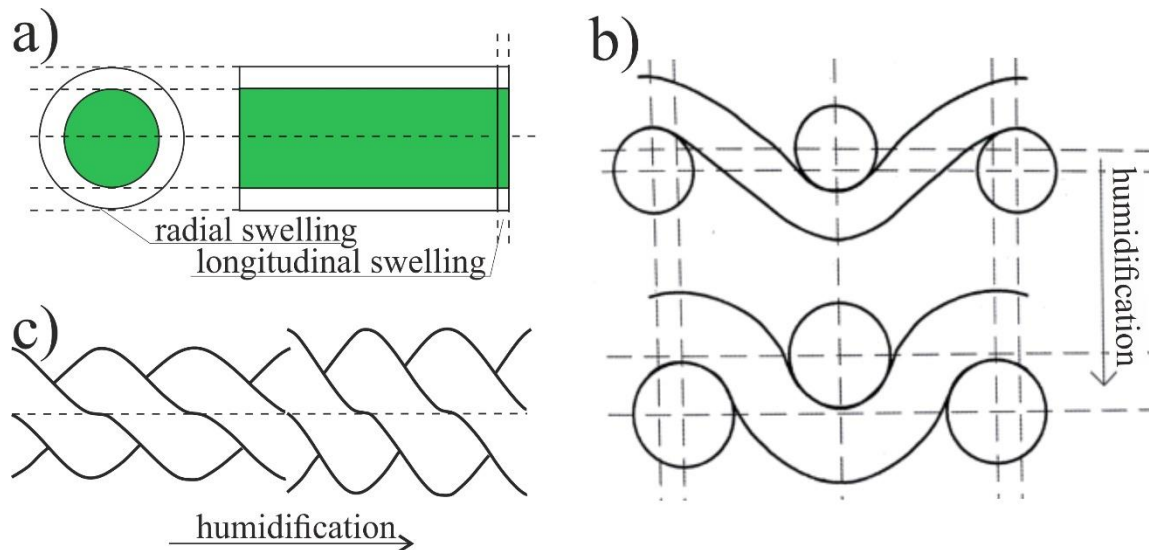 a)
radial swelling
longitudinal swelling
b)
humidification
c)
humidification